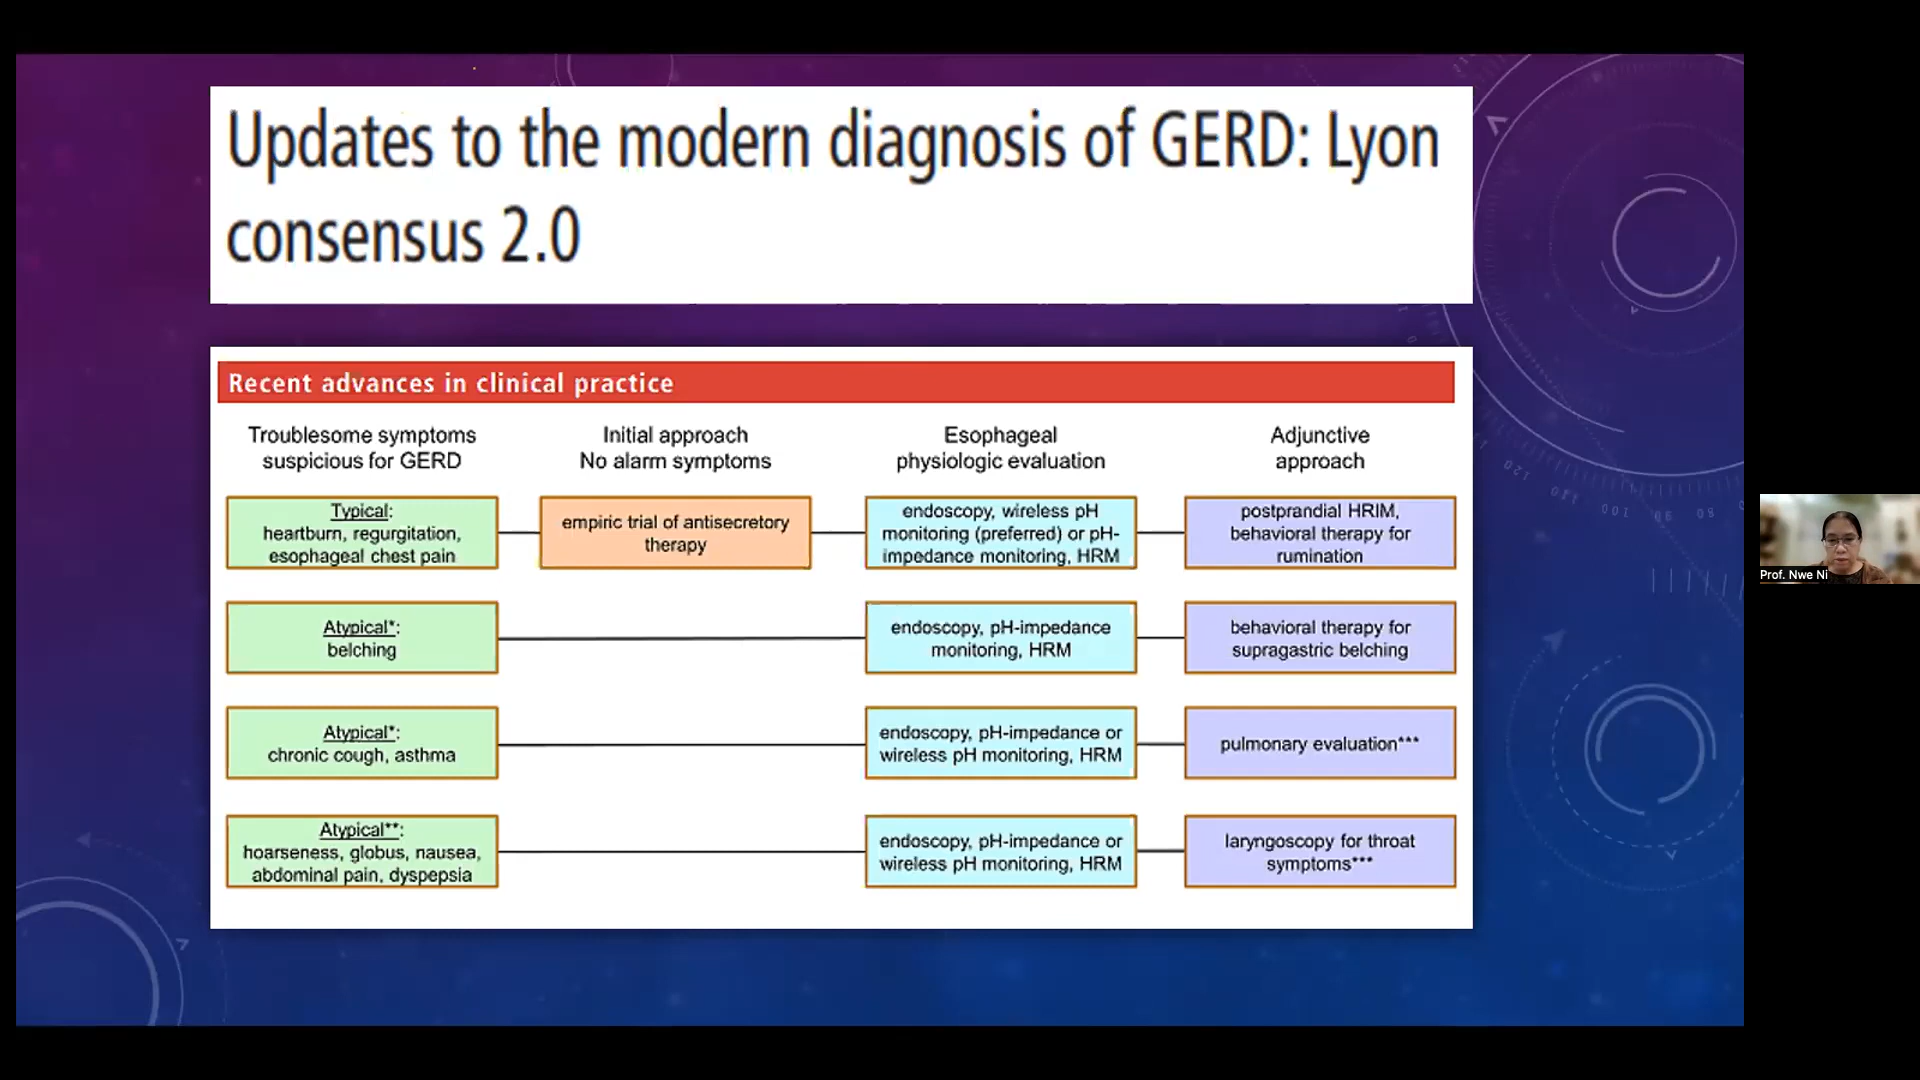 Updates to the modern diagnosis of GERD: Lyon
consensus 2.0
Recent advances in clinical practice
Troublesome symptoms
suspicious for GERD
Initial approach
No alarm symptoms
Esophageal
physiologic evaluation
Adjunctive
approach
Typical:
heartburn, regurgitation,
esophageal chest pain
empiric trial of antisecretory
therapy
endoscopy, wireless pH
monitoring (preferred) or pH-
impedance monitoring, HRM
postprandial HRIM,
behavioral therapy for
rumination
Atypical*:
belching
endoscopy, pH-impedance
monitoring, HRM
behavioral therapy for
supragastric belching
Atypical*:
chronic cough, asthma
endoscopy, pH-impedance or
wireless pH monitoring, HRM
pulmonary evaluation***
Atypical**:
hoarseness, globus, nausea,
abdominal pain, dyspepsia
endoscopy, pH-impedance or
wireless pH monitoring, HRM
laryngoscopy for throat
symptoms***
Prof. Nwe Ni